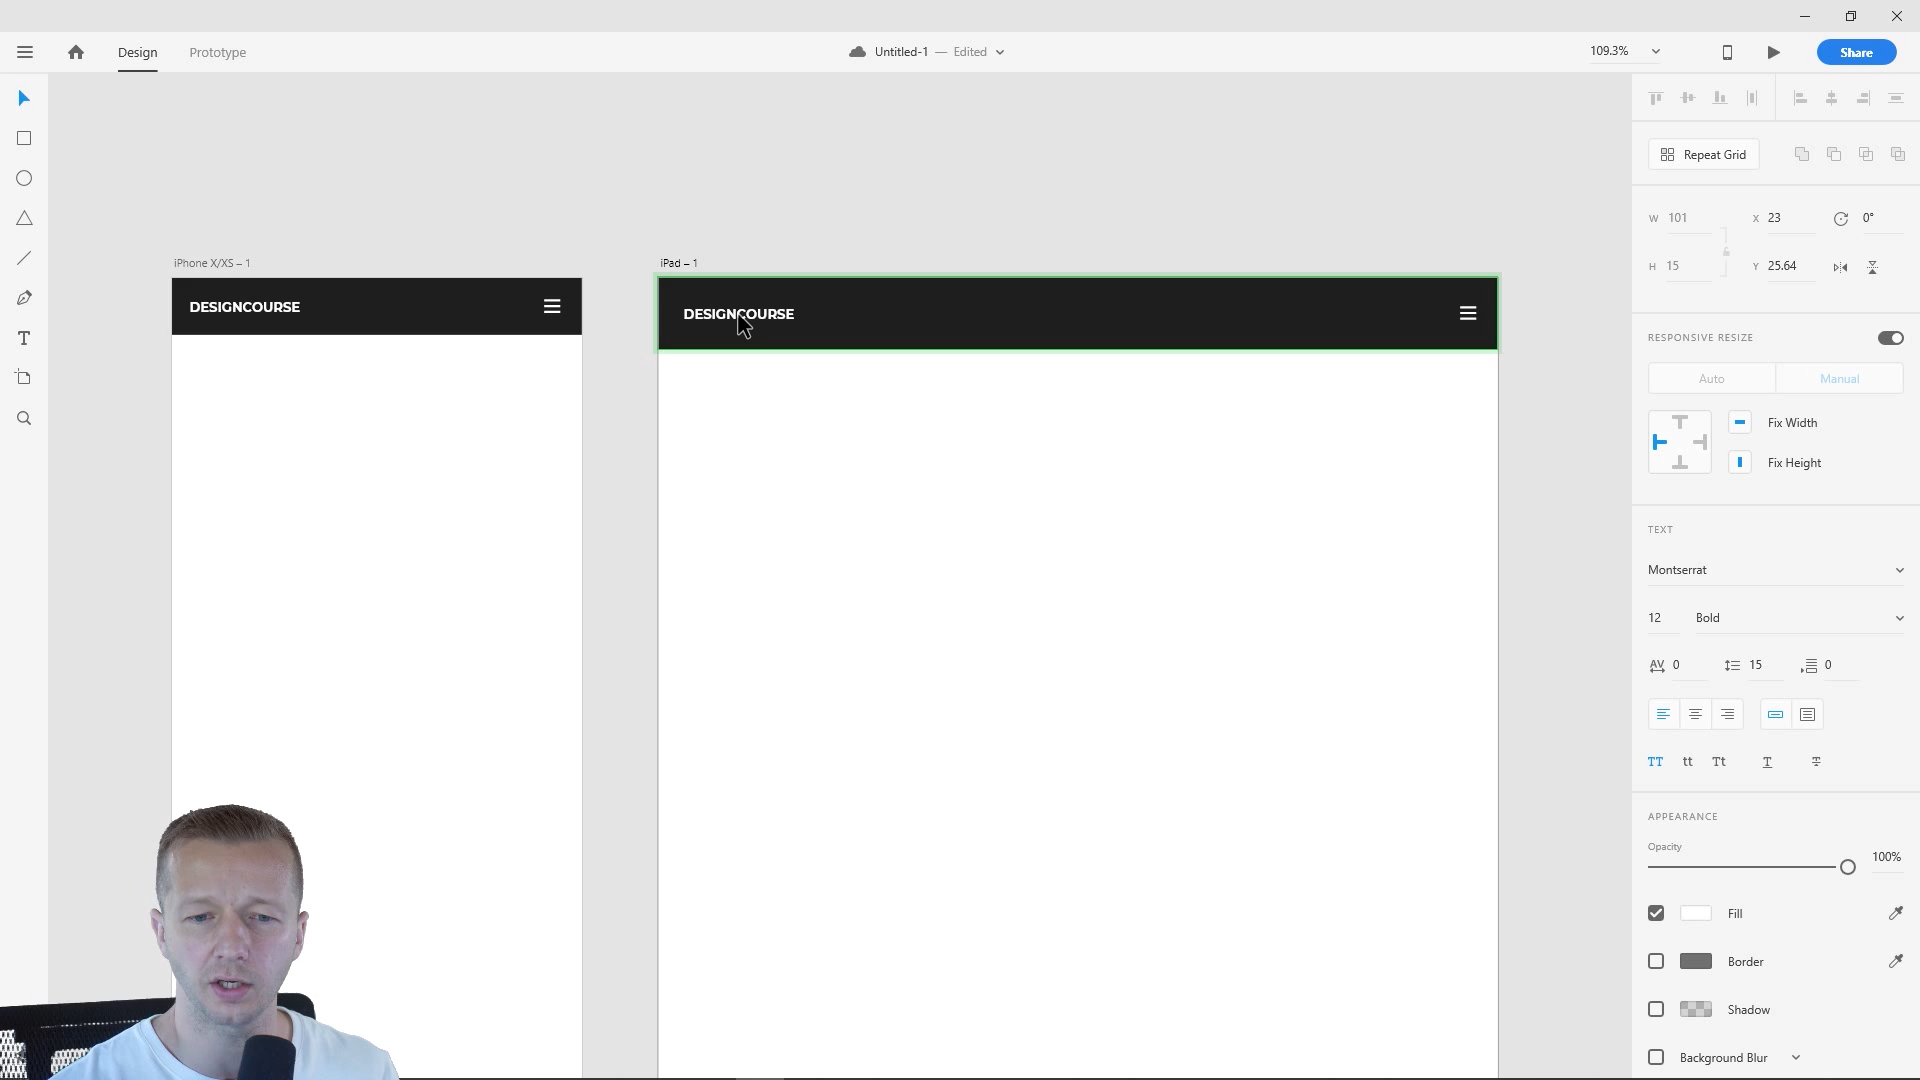 Design
Prototype
Untitled-1 — Edited
109.3%
Share
Repeat Grid
W 101
X 23
0°
H 15
Y 25.64
RESPONSIVE RESIZE
Auto
Manual
Fix Width
Fix Height
TEXT
Montserrat
12
Bold
AV 0
15
0
TT tt Tt T T
APPEARANCE
Opacity
100%
Fill
Border
Shadow
Background Blur
iPhone X/XS – 1
DESIGNCOURSE
iPad – 1
DESIGNCOURSE
T